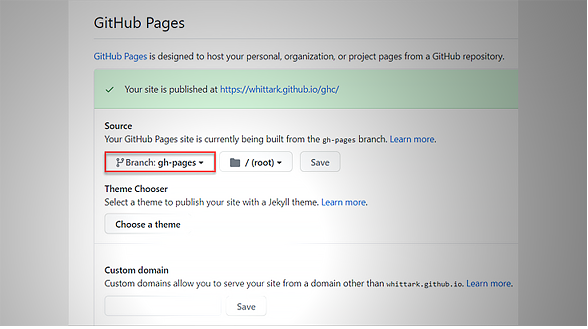 GitHub Pages
GitHub Pages is designed to host your personal, organization, or project pages from a GitHub repository.
Your site is published at https://whittark.github.io/ghc/
Source
Your GitHub Pages site is currently being built from the gh-pages branch. Learn more.
Branch: gh-pages
/ (root)
Save
Theme Chooser
Select a theme to publish your site with a Jekyll theme. Learn more.
Choose a theme
Custom domain
Custom domains allow you to serve your site from a domain other than whittark.github.io. Learn more.
Save